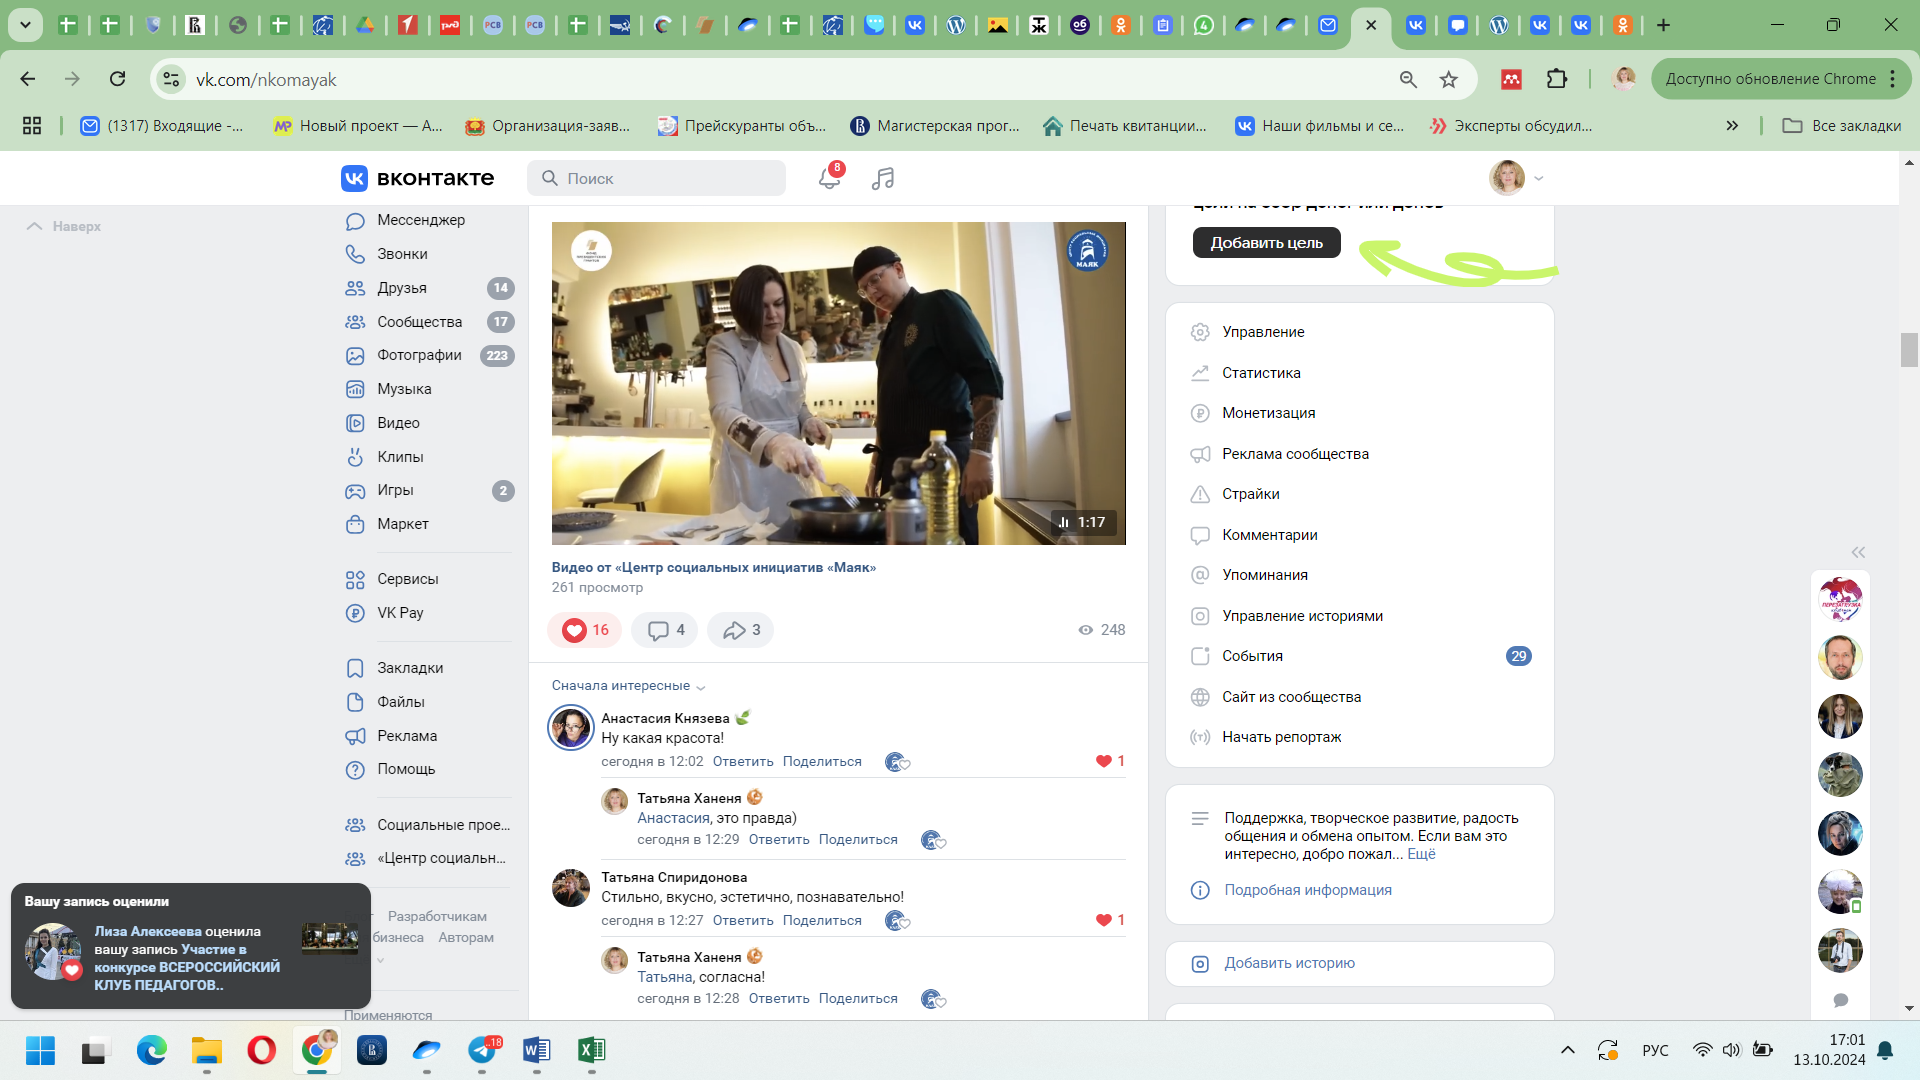 vk.com/nkomayak
Доступно обновление Chrome
(1317) Входящие -...
Новый проект — А...
Организация-заяв...
Прейскуранты объ...
Магистерская прог...
Печать квитанции...
Наши фильмы и се...
Эксперты обсудил...
Все закладки
вконтакте
Поиск
8
Наверх
Мессенджер
Звонки
Друзья 14
Сообщества 17
Фотографии 223
Музыка
Видео
Клипы
Игры 2
Маркет
Сервисы
VK Pay
Закладки
Файлы
Реклама
Помощь
Социальные прое...
«Центр социальн...
Разработчикам
бизнеса Авторам
Применяются
Вашу запись оценили
Лиза Алексеева оценила
вашу запись Участие в
конкурсе ВСЕРОССИЙСКИЙ
КЛУБ ПЕДАГОГОВ..
МАЯК
1:17
Видео от «Центр социальных инициатив «Маяк»
261 просмотр
16 4 3 248
Сначала интересные
Анастасия Князева
Ну какая красота!
сегодня в 12:02 Ответить Поделиться 1
Татьяна Ханеня
Анастасия, это правда)
сегодня в 12:29 Ответить Поделиться
Татьяна Спиридонова
Стильно, вкусно, эстетично, познавательно!
сегодня в 12:27 Ответить Поделиться 1
Татьяна Ханеня
Татьяна, согласна!
сегодня в 12:28 Ответить Поделиться
Добавить цель
Управление
Статистика
Монетизация
Реклама сообщества
Страйки
Комментарии
Упоминания
Управление историями
События 29
Сайт из сообщества
Начать репортаж
Поддержка, творческое развитие, радость
общения и обмена опытом. Если вам это
интересно, добро пожал... Ещё
Подробная информация
Добавить историю
ПЕРЕЗАГРУЗКА
РУС
17:01
13.10.2024